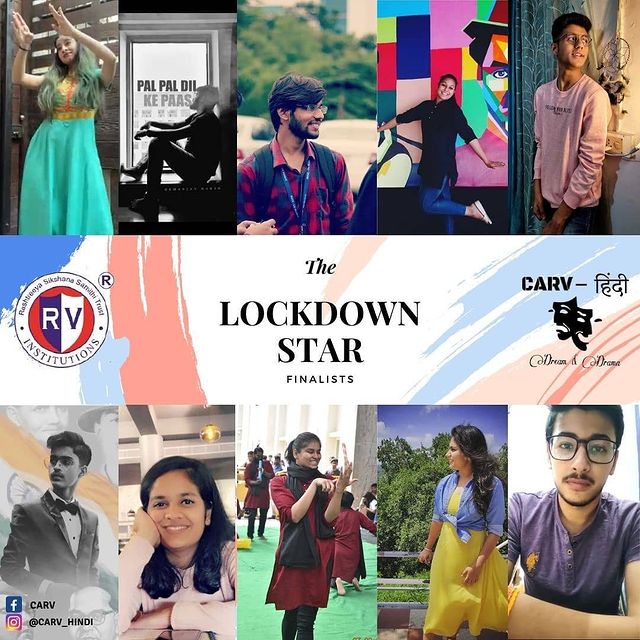 PAL PAL DIL
KE PAAS
The
LOCKDOWN
STAR
FINALISTS
Rashtreeya Sikshana Samithi Trust
®
RV
INSTITUTIONS
CARV – हिंदी
Dream & Drama
CARV
@CARV_HINDI